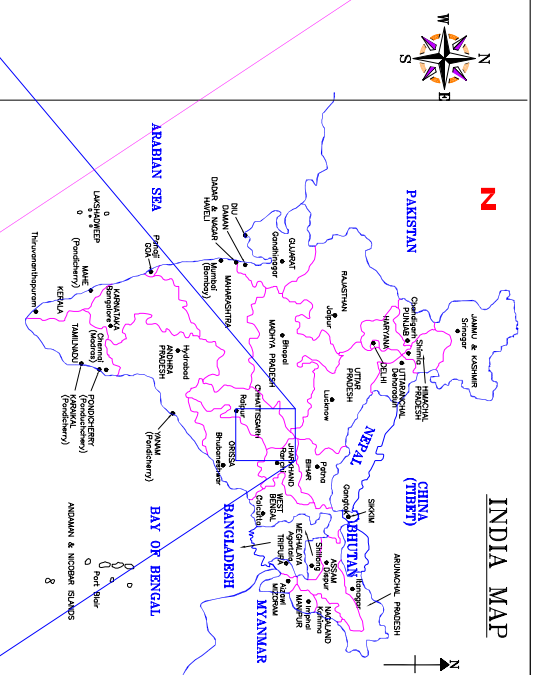 INDIA MAP
N
N
W
E
S
N
PAKISTAN
CHINA
(TIBET)
NEPAL
BHUTAN
BANGLADESH
MYANMAR
ARABIAN SEA
BAY OF BENGAL
JAMMU & KASHMIR
Srinagar
HIMACHAL
PRADESH
Shimla
Chandigarh
PUNJAB
UTTARANCHAL
Dehradun
HARYANA
DELHI
RAJASTHAN
Jaipur
UTTAR
PRADESH
Lucknow
SIKKIM
Gangtok
ARUNACHAL PRADESH
Itanagar
ASSAM
Dispur
Shillong
MEGHALAYA
NAGALAND
Kohima
Imphal
MANIPUR
Aizawl
MIZORAM
Agartala
TRIPURA
BIHAR
Patna
JHARKHAND
Ranchi
WEST
BENGAL
Calcutta
GUJARAT
Gandhinagar
MADHYA PRADESH
Bhopal
CHHATTISGARH
Raipur
ORISSA
Bhubaneshwar
DIU
DAMAN
DADAR & NAGAR
HAVELI
MAHARASHTRA
Mumbai
(Bombay)
ANDHRA
PRADESH
Hydrabad
YANAM
(Pondicherry)
Panaji
GOA
KARNATAKA
Bangalore
Chennai
(Madras)
PONDICHERRY
(Ponduchchery)
KARNIKAL
(Pondicherry)
TAMILNADU
MAHE
(Pondicherry)
KERALA
Thiruvananthapuram
LAKSHADWEEP
ANDAMAN & NICOBAR ISLANDS
Port Blair